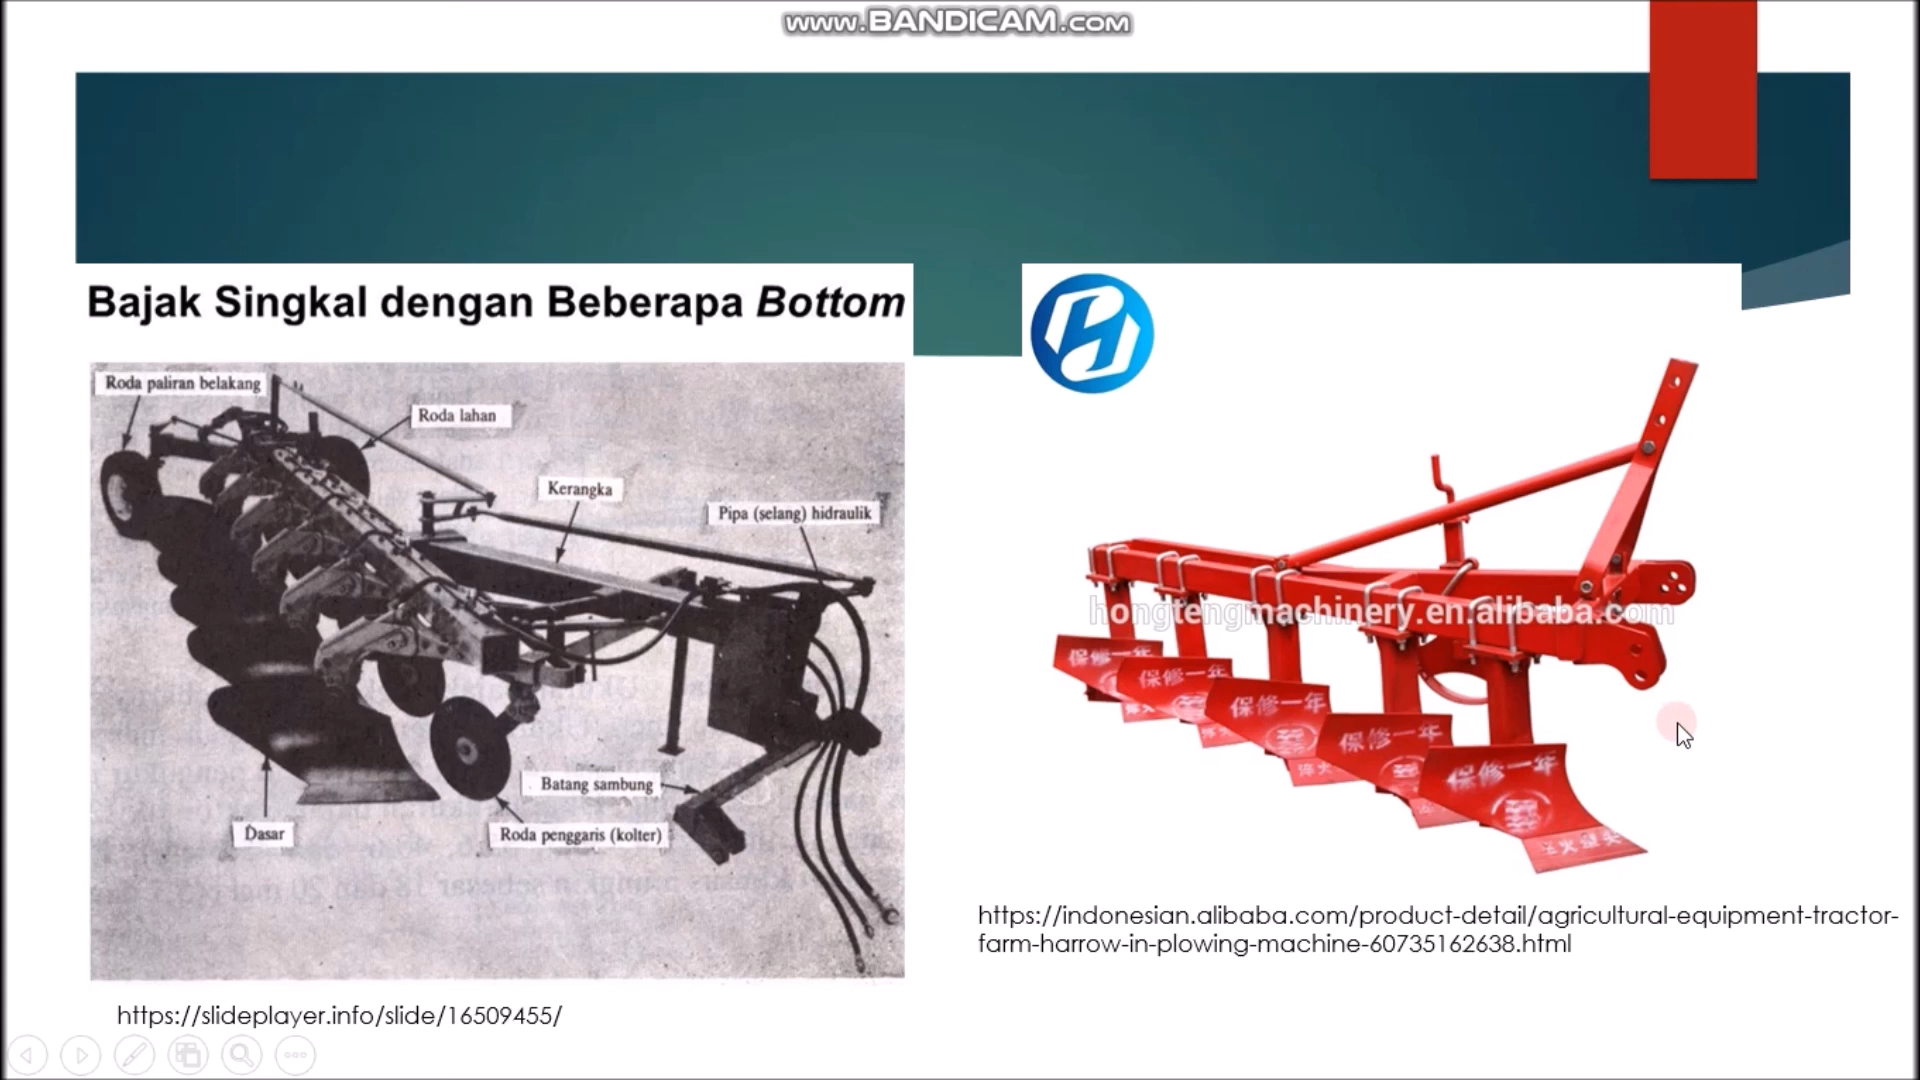 www.BANDICAM.com
Bajak Singkal dengan Beberapa Bottom
Roda paliran belakang
Roda lahan
Kerangka
Pipa (selang) hidraulik
Batang sambung
Dasar
Roda penggaris (kolter)
hongtengmachinery.en.alibaba.com
保修一年
保修一年
保修一年
保修一年
保修一年
https://indonesian.alibaba.com/product-detail/agricultural-equipment-tractor-
farm-harrow-in-plowing-machine-60735162638.html
https://slideplayer.info/slide/16509455/